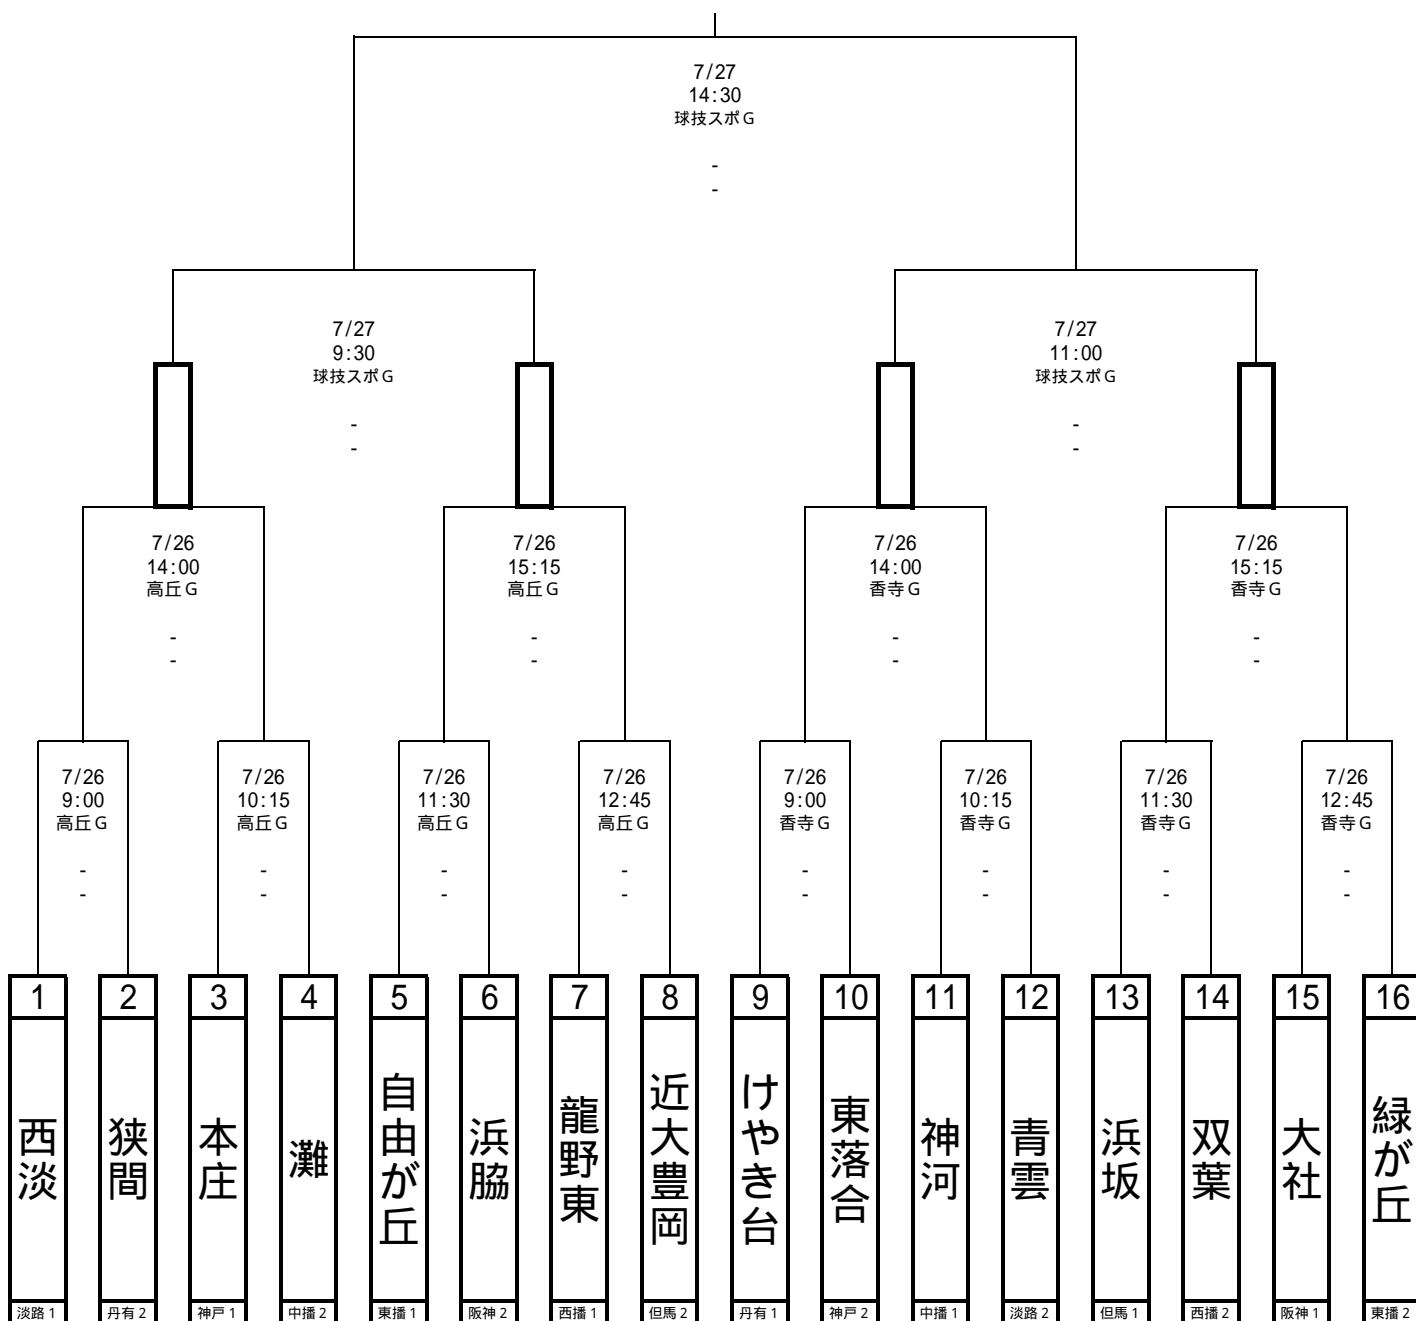 7/27
14:30
球技スポG
-
-
7/27
9:30
球技スポG
-
-
7/27
11:00
球技スポG
-
-
7/26
14:00
高丘G
-
-
7/26
15:15
高丘G
-
-
7/26
14:00
香寺G
-
-
7/26
15:15
香寺G
-
-
7/26
9:00
高丘G
-
-
7/26
10:15
高丘G
-
-
7/26
11:30
高丘G
-
-
7/26
12:45
高丘G
-
-
7/26
9:00
香寺G
-
-
7/26
10:15
香寺G
-
-
7/26
11:30
香寺G
-
-
7/26
12:45
香寺G
-
-
1
西淡
淡路1
2
狭間
丹有2
3
本庄
神戸1
4
灘
中播2
5
自由が丘
東播1
6
浜脇
阪神2
7
龍野東
西播1
8
近大豊岡
但馬2
9
けやき台
丹有1
10
東落合
神戸2
11
神河
中播1
12
青雲
淡路2
13
浜坂
但馬1
14
双葉
西播2
15
大社
阪神1
16
緑が丘
東播2